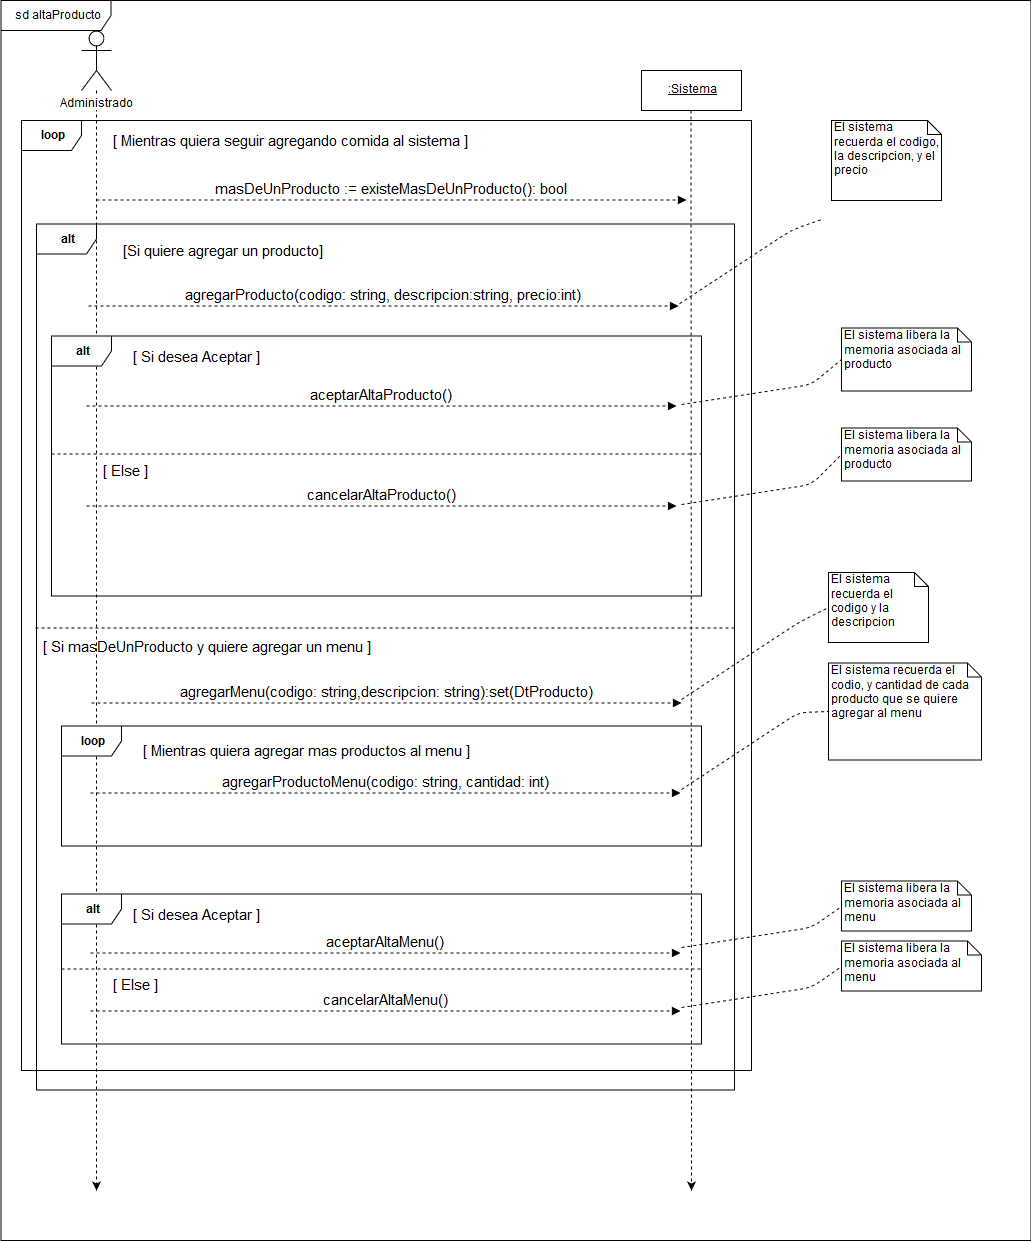 sd altaProducto
Administrado
:Sistema
loop
[ Mientras quiera seguir agregando comida al sistema ]
El sistema
recuerda el codigo,
la descripcion, y el
precio
masDeUnProducto := existeMasDeUnProducto(): bool
alt
[Si quiere agregar un producto]
agregarProducto(codigo: string, descripcion:string, precio:int)
alt
[ Si desea Aceptar ]
El sistema libera la
memoria asociada al
producto
aceptarAltaProducto()
El sistema libera la
memoria asociada al
producto
[ Else ]
cancelarAltaProducto()
El sistema
recuerda el
codigo y la
descripcion
[ Si masDeUnProducto y quiere agregar un menu ]
El sistema recuerda el
codio, y cantidad de cada
producto que se quiere
agregar al menu
agregarMenu(codigo: string,descripcion: string):set(DtProducto)
loop
[ Mientras quiera agregar mas productos al menu ]
agregarProductoMenu(codigo: string, cantidad: int)
El sistema libera la
memoria asociada al
menu
alt
[ Si desea Aceptar ]
aceptarAltaMenu()
El sistema libera la
memoria asociada al
menu
[ Else ]
cancelarAltaMenu()